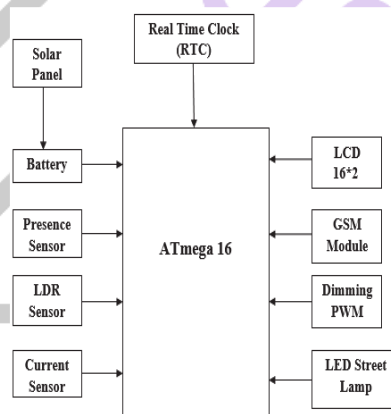 Real Time Clock
(RTC)
Solar
Panel
Battery
Presence
Sensor
LDR
Sensor
Current
Sensor
ATmega 16
LCD
16*2
GSM
Module
Dimming
PWM
LED Street
Lamp